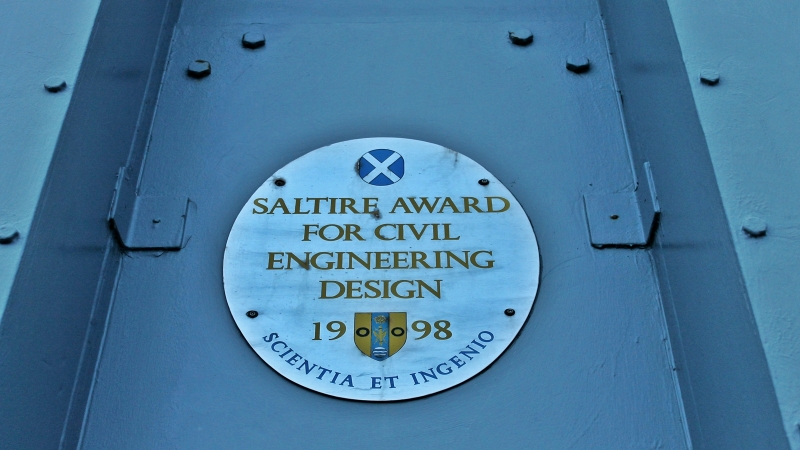 SALTIRE AWARD
FOR CIVIL
ENGINEERING
DESIGN
19 98
SCIENTIA ET INGENIO